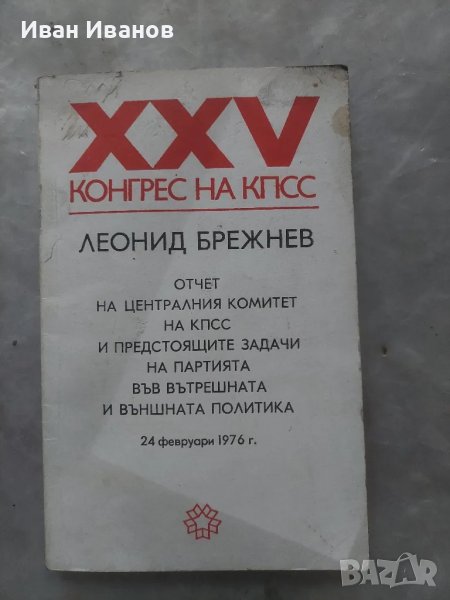 Иван Иванов
XXV
КОНГРЕС НА КПСС
ЛЕОНИД БРЕЖНЕВ
ОТЧЕТ
НА ЦЕНТРАЛНИЯ КОМИТЕТ
НА КПСС
И ПРЕДСТОЯЩИТЕ ЗАДАЧИ
НА ПАРТИЯТА
ВЪВ ВЪТРЕШНАТА
И ВЪНШНАТА ПОЛИТИКА
24 февруари 1976 г.
BAZAR